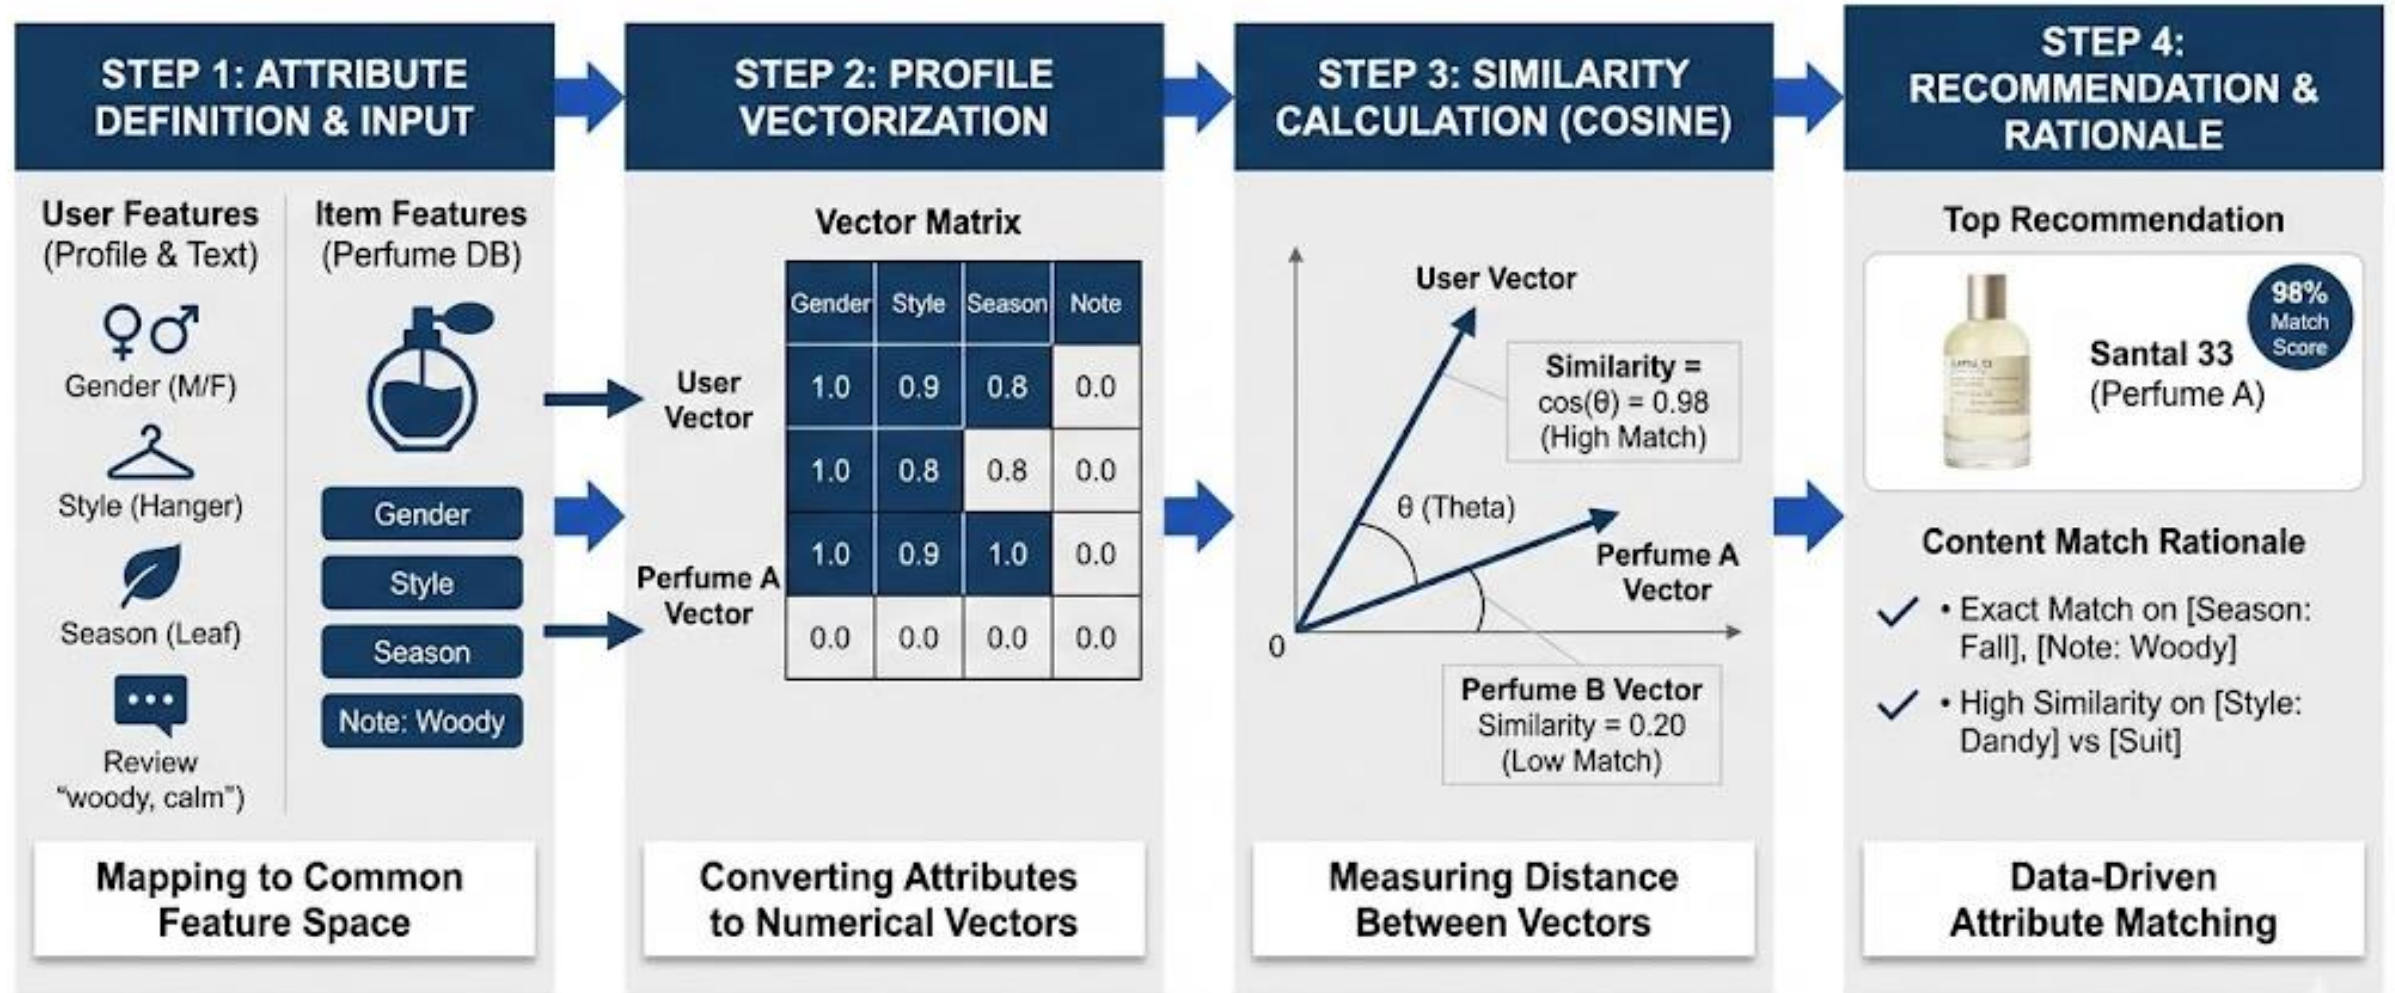 STEP 1: ATTRIBUTE
DEFINITION & INPUT
User Features
(Profile & Text)
Gender (M/F)
Style (Hanger)
Season (Leaf)
Review
“woody, calm”)
Item Features
(Perfume DB)
Gender
Style
Season
Note: Woody
Mapping to Common
Feature Space
STEP 2: PROFILE
VECTORIZATION
Vector Matrix
Gender Style Season Note
User
Vector
1.0 0.9 0.8 0.0
1.0 0.8 0.8 0.0
Perfume A
Vector
1.0 0.9 1.0 0.0
0.0 0.0 0.0 0.0
Converting Attributes
to Numerical Vectors
STEP 3: SIMILARITY
CALCULATION (COSINE)
User Vector
Similarity =
cos(θ) = 0.98
(High Match)
θ (Theta)
Perfume A
Vector
0
Perfume B Vector
Similarity = 0.20
(Low Match)
Measuring Distance
Between Vectors
STEP 4:
RECOMMENDATION &
RATIONALE
Top Recommendation
98%
Match
Score
Santal 33
(Perfume A)
Content Match Rationale
• Exact Match on [Season:
Fall], [Note: Woody]
• High Similarity on [Style:
Dandy] vs [Suit]
Data-Driven
Attribute Matching